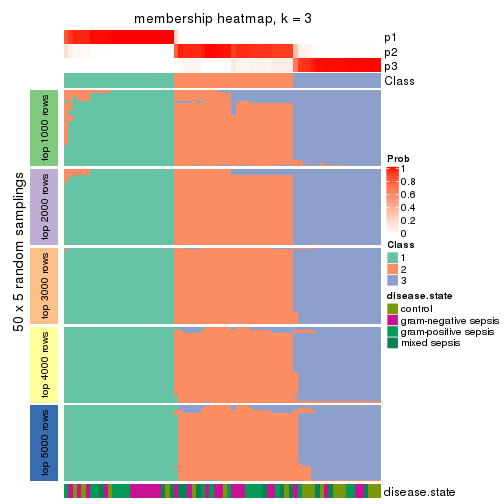 membership heatmap, k = 3
p1
p2
p3
Class
50 x 5 random samplings
top 1000 rows
top 2000 rows
top 3000 rows
top 4000 rows
top 5000 rows
Prob
1
0.8
0.6
0.4
0.2
0
Class
1
2
3
disease.state
control
gram-negative sepsis
gram-positive sepsis
mixed sepsis
disease.state